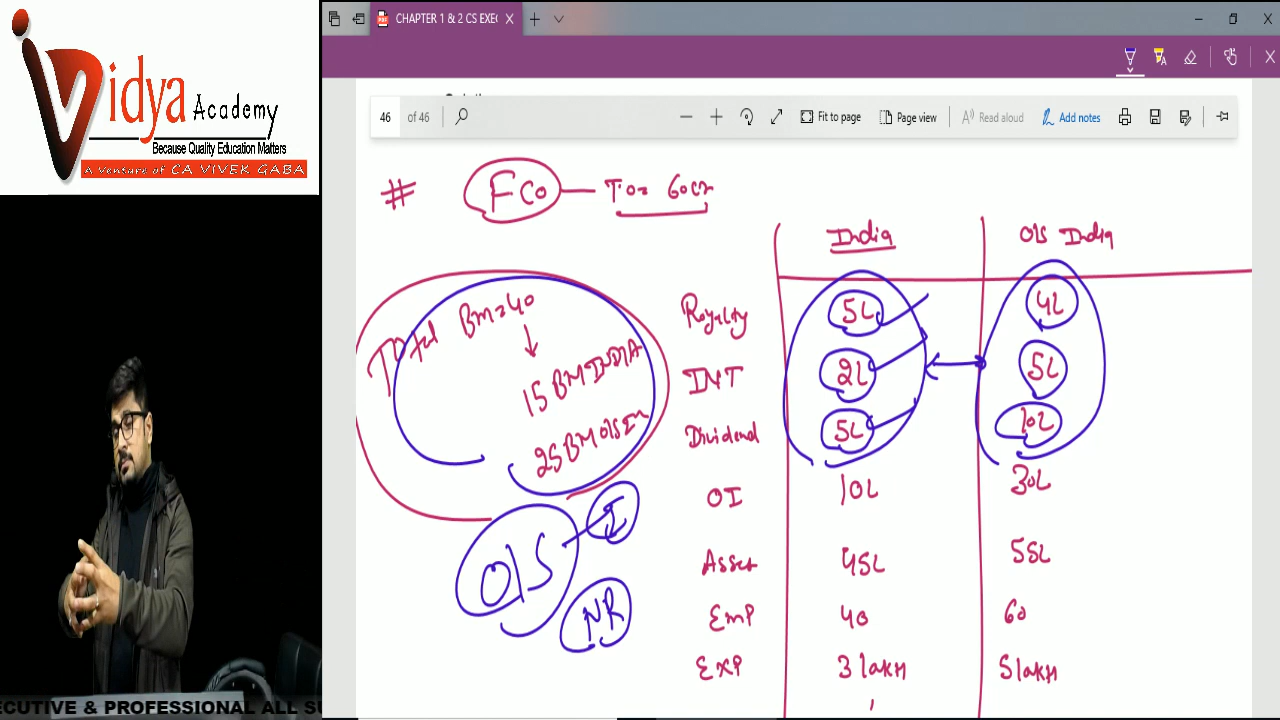 Vidya
Academy
Because Quality Education Matters
A Venture of CA VIVEK GABA
CHAPTER 1 & 2 CS EXEC
46 of 46
Fit to page
Page view
Read aloud
Add notes
# FCo — T.O= 60cr
India O/S India
Royalty 5L 4L
INT 2L 5L
Dividend 5L 10L
OI 10L 30L
Asset 45L 55L
Emp 40 60
EXP 3 lakH 5 lakH
Total BM=40
15 BM INDIA
25 BM O/S In
O/S I
NR
ECUTIVE & PROFESSIONAL ALL SU